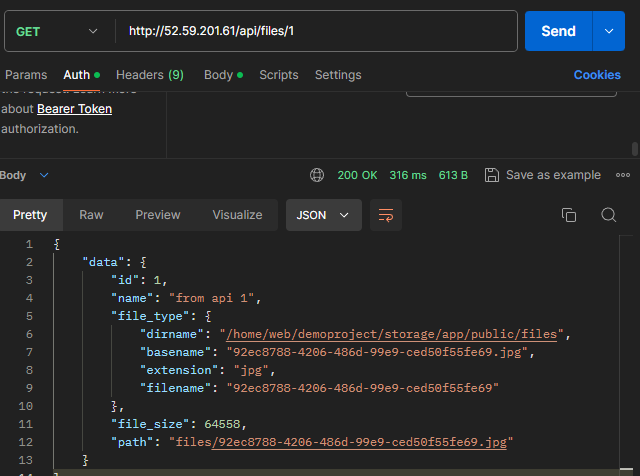 GET http://52.59.201.61/api/files/1 Send
Params Auth Headers (9) Body Scripts Settings Cookies
the request. Learn more
about Bearer Token
authorization.
Body 200 OK 316 ms 613 B Save as example
Pretty Raw Preview Visualize JSON
1 {
2 "data": {
3 "id": 1,
4 "name": "from api 1",
5 "file_type": {
6 "dirname": "/home/web/demoproject/storage/app/public/files",
7 "basename": "92ec8788-4206-486d-99e9-ced50f55fe69.jpg",
8 "extension": "jpg",
9 "filename": "92ec8788-4206-486d-99e9-ced50f55fe69"
10 },
11 "file_size": 64558,
12 "path": "files/92ec8788-4206-486d-99e9-ced50f55fe69.jpg"
13 }
14 }